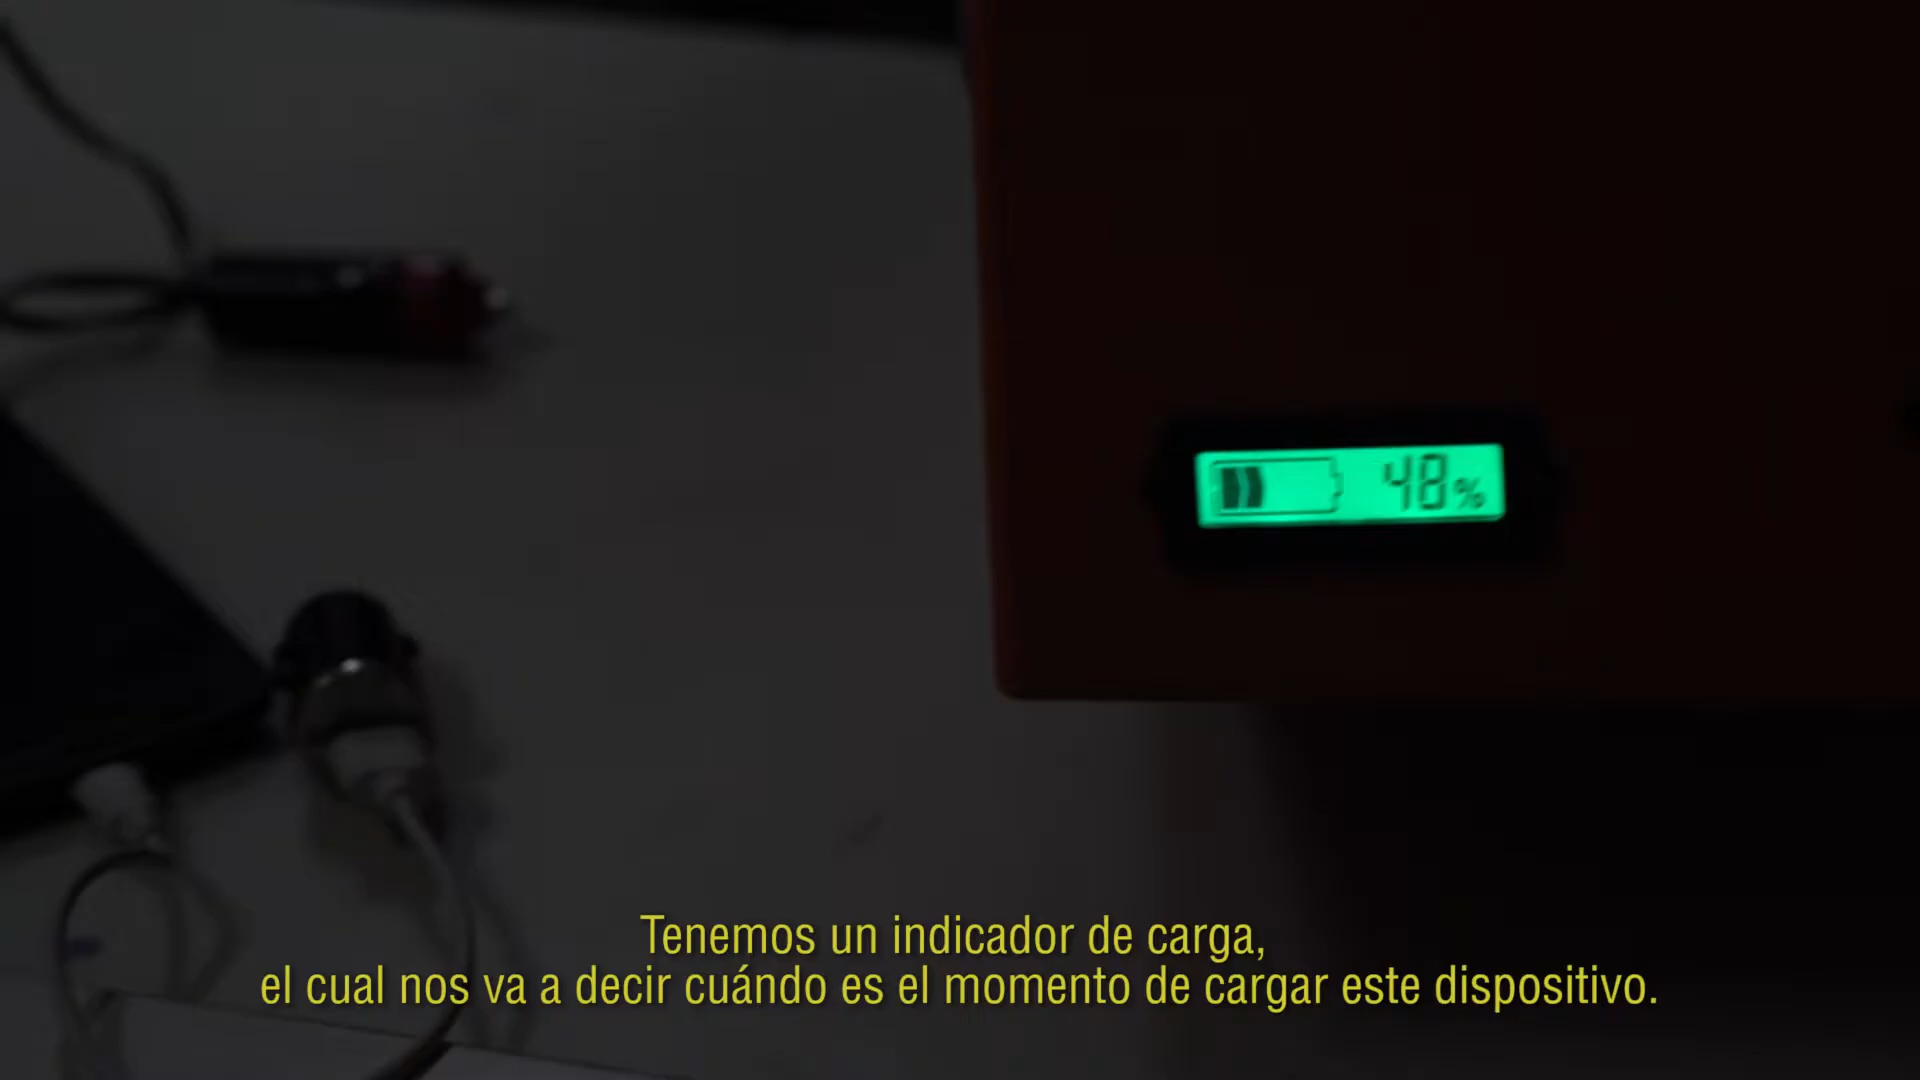 48%
Tenemos un indicador de carga,
el cual nos va a decir cuándo es el momento de cargar este dispositivo.